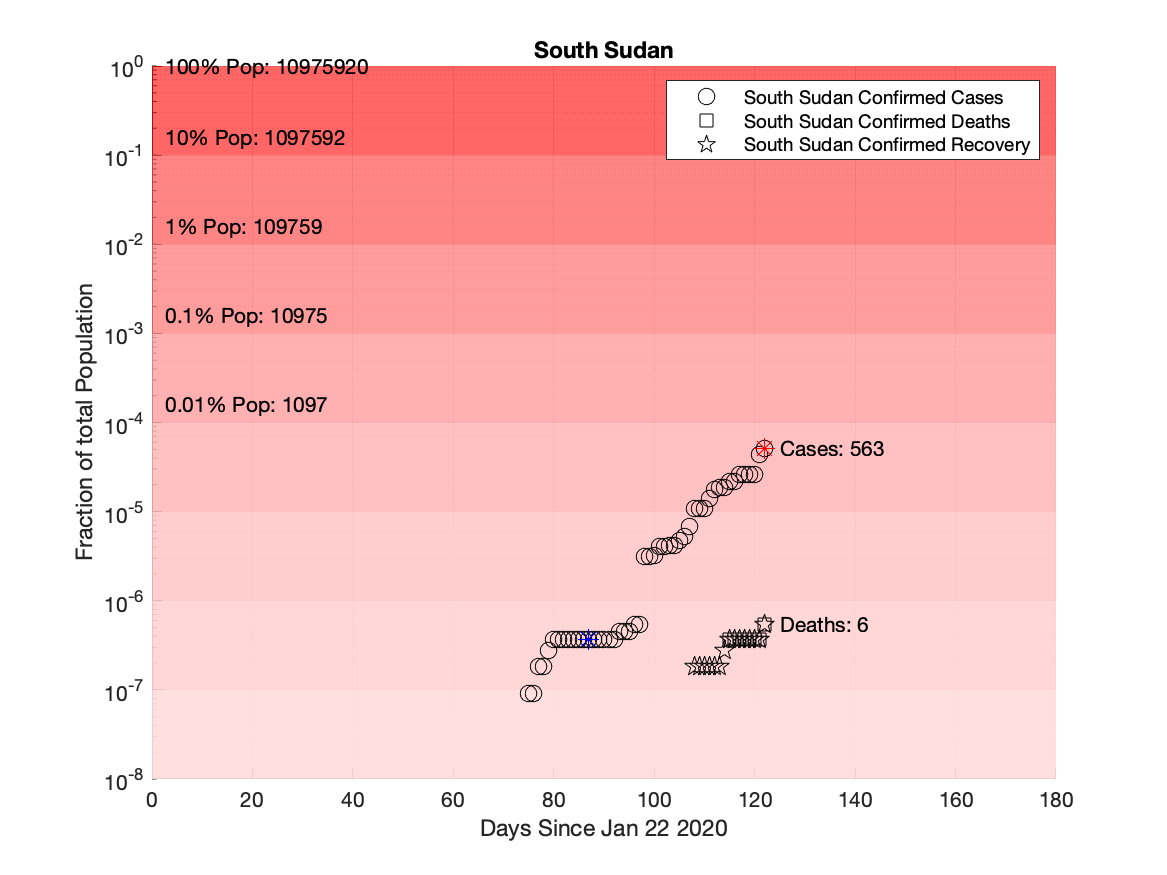 South Sudan
10^0
100% Pop: 10975920
South Sudan Confirmed Cases
South Sudan Confirmed Deaths
South Sudan Confirmed Recovery
10% Pop: 1097592
10^-1
1% Pop: 109759
10^-2
0.1% Pop: 10975
10^-3
0.01% Pop: 1097
10^-4
Cases: 563
10^-5
10^-6
Deaths: 6
10^-7
10^-8
Fraction of total Population
0 20 40 60 80 100 120 140 160 180
Days Since Jan 22 2020